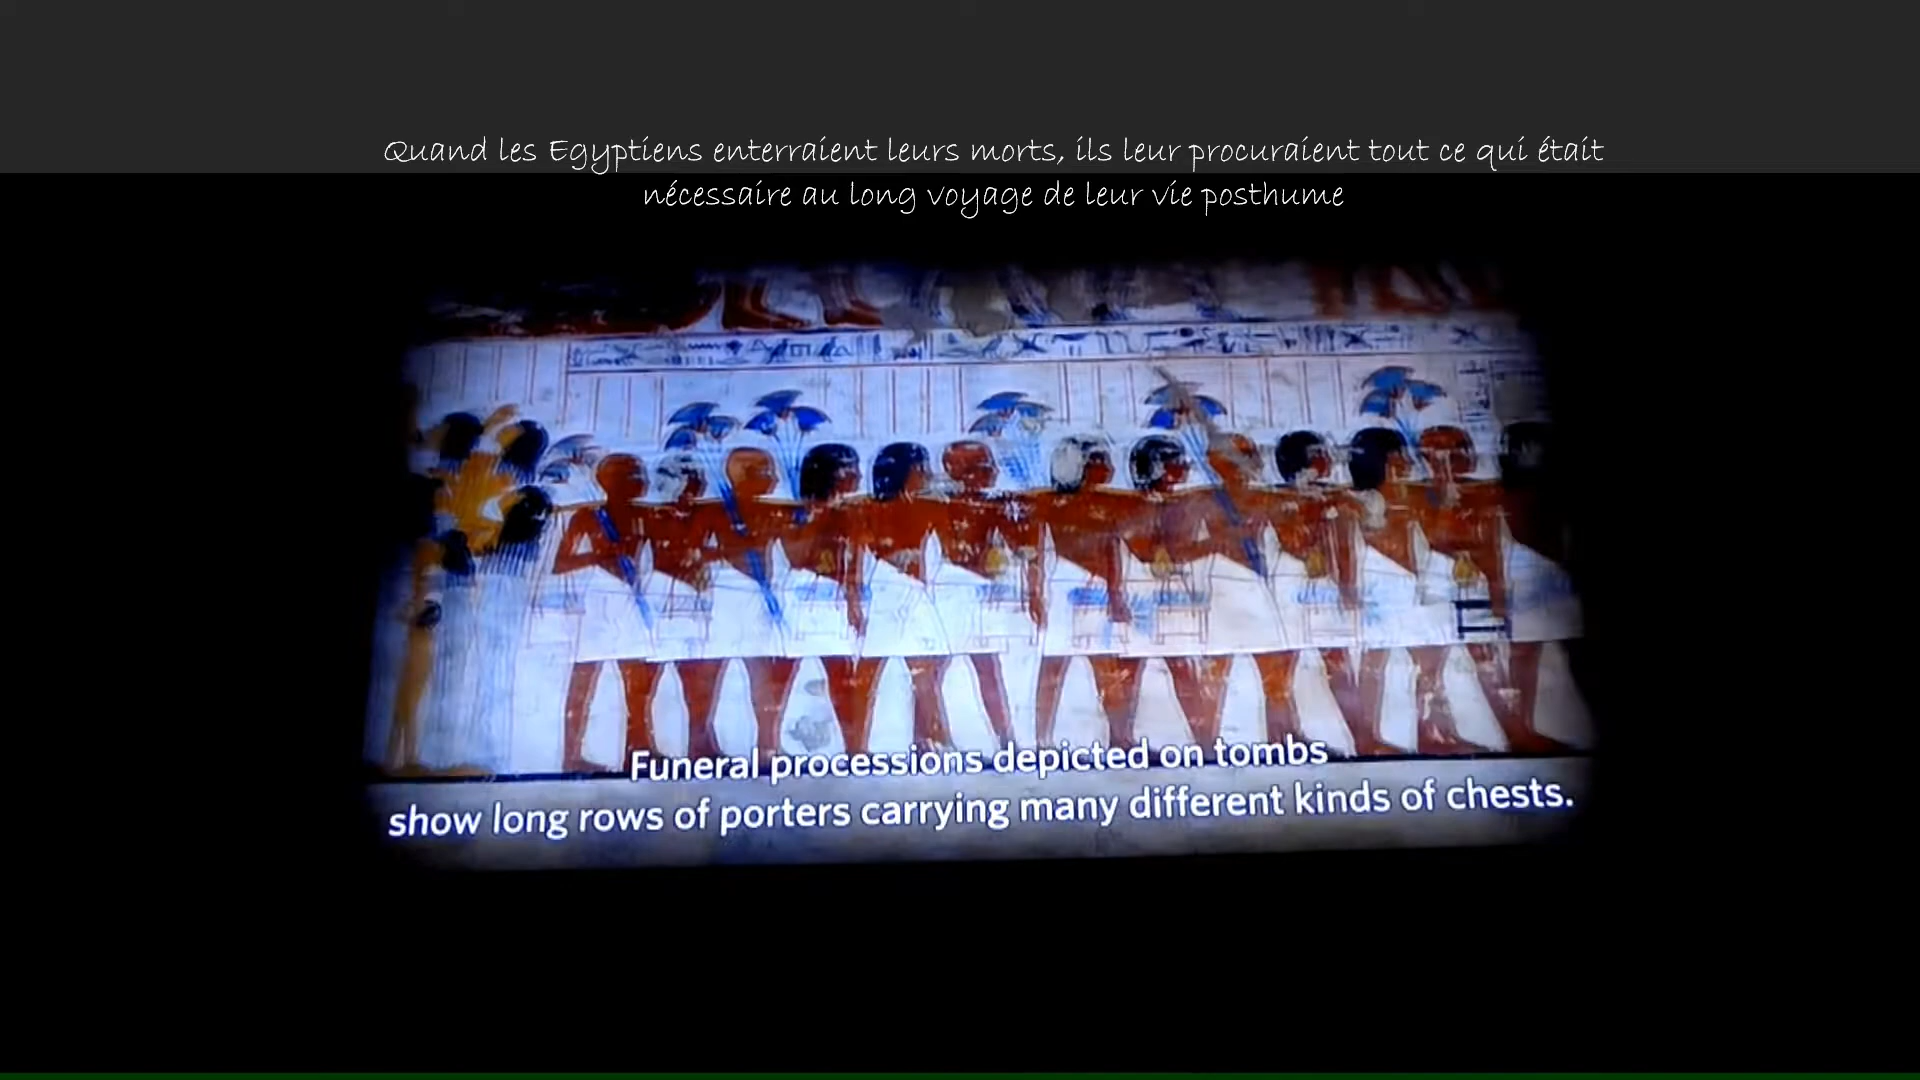 Quand les Egyptiens enterraient leurs morts, ils leur procuraient tout ce qui était
nécessaire au long voyage de leur vie posthume
Funeral processions depicted on tombs
show long rows of porters carrying many different kinds of chests.